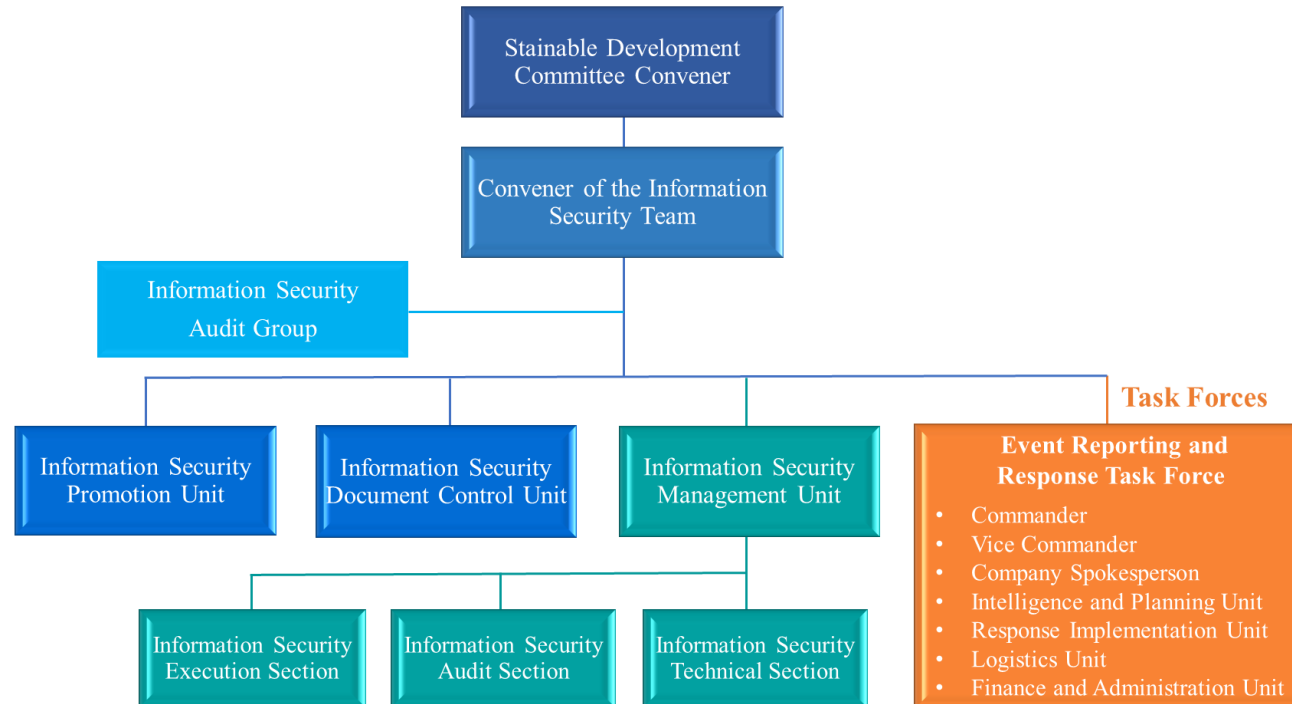 Stainable Development
Committee Convener
Convener of the Information
Security Team
Information Security
Audit Group
Task Forces
Information Security
Promotion Unit
Information Security
Document Control Unit
Information Security
Management Unit
Event Reporting and
Response Task Force
• Commander
• Vice Commander
• Company Spokesperson
• Intelligence and Planning Unit
• Response Implementation Unit
• Logistics Unit
• Finance and Administration Unit
Information Security
Execution Section
Information Security
Audit Section
Information Security
Technical Section